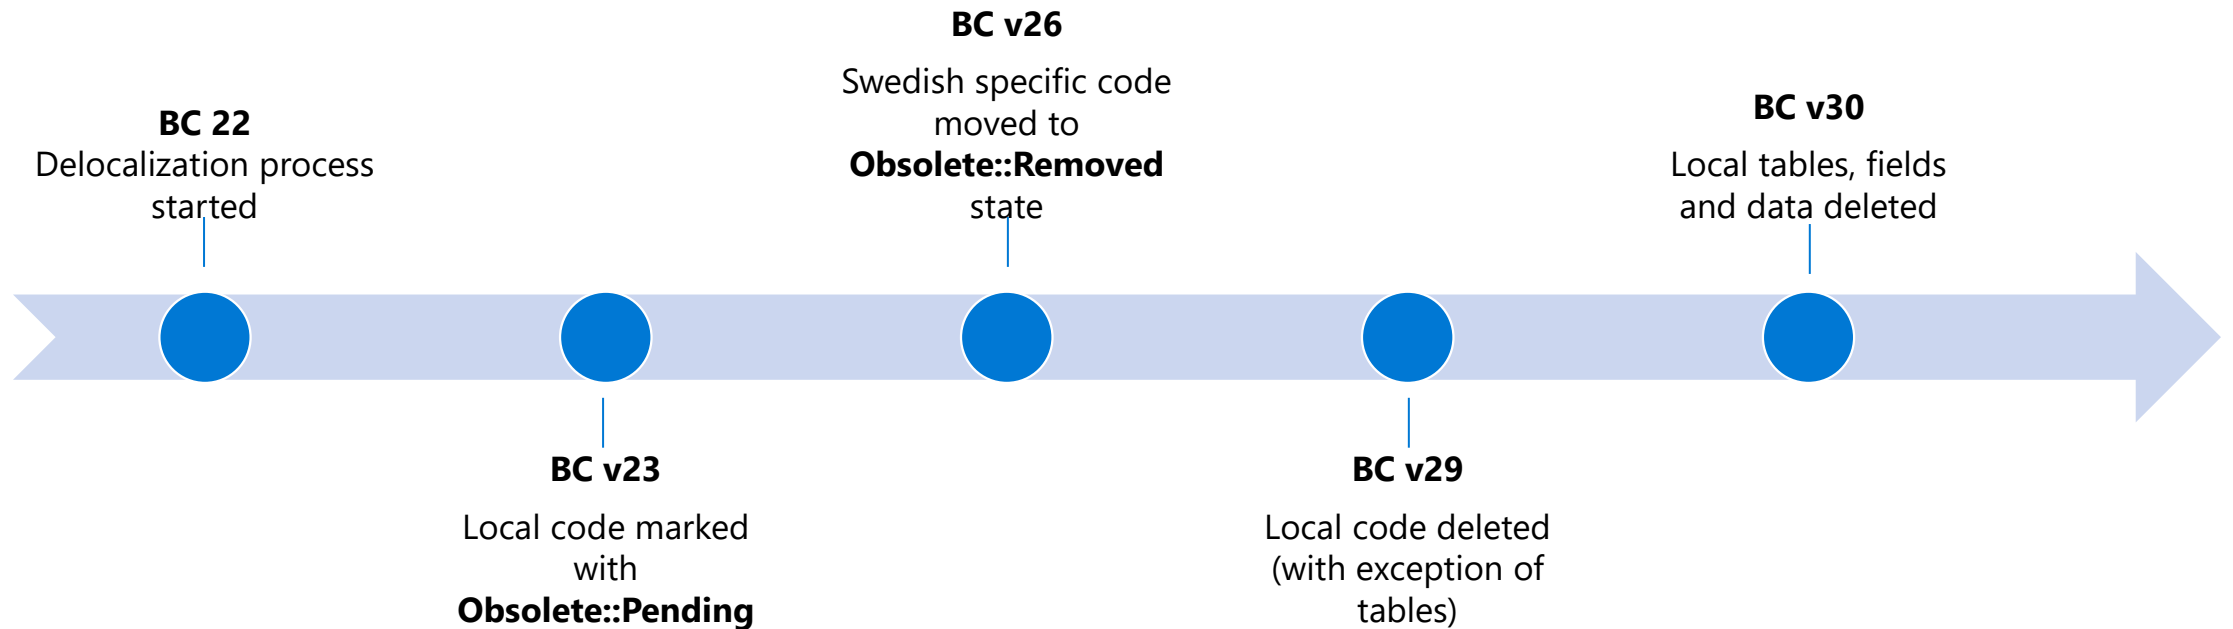 BC 22
Delocalization process
started
BC v23
Local code marked
with
Obsolete::Pending
BC v26
Swedish specific code
moved to
Obsolete::Removed
state
BC v29
Local code deleted
(with exception of
tables)
BC v30
Local tables, fields
and data deleted